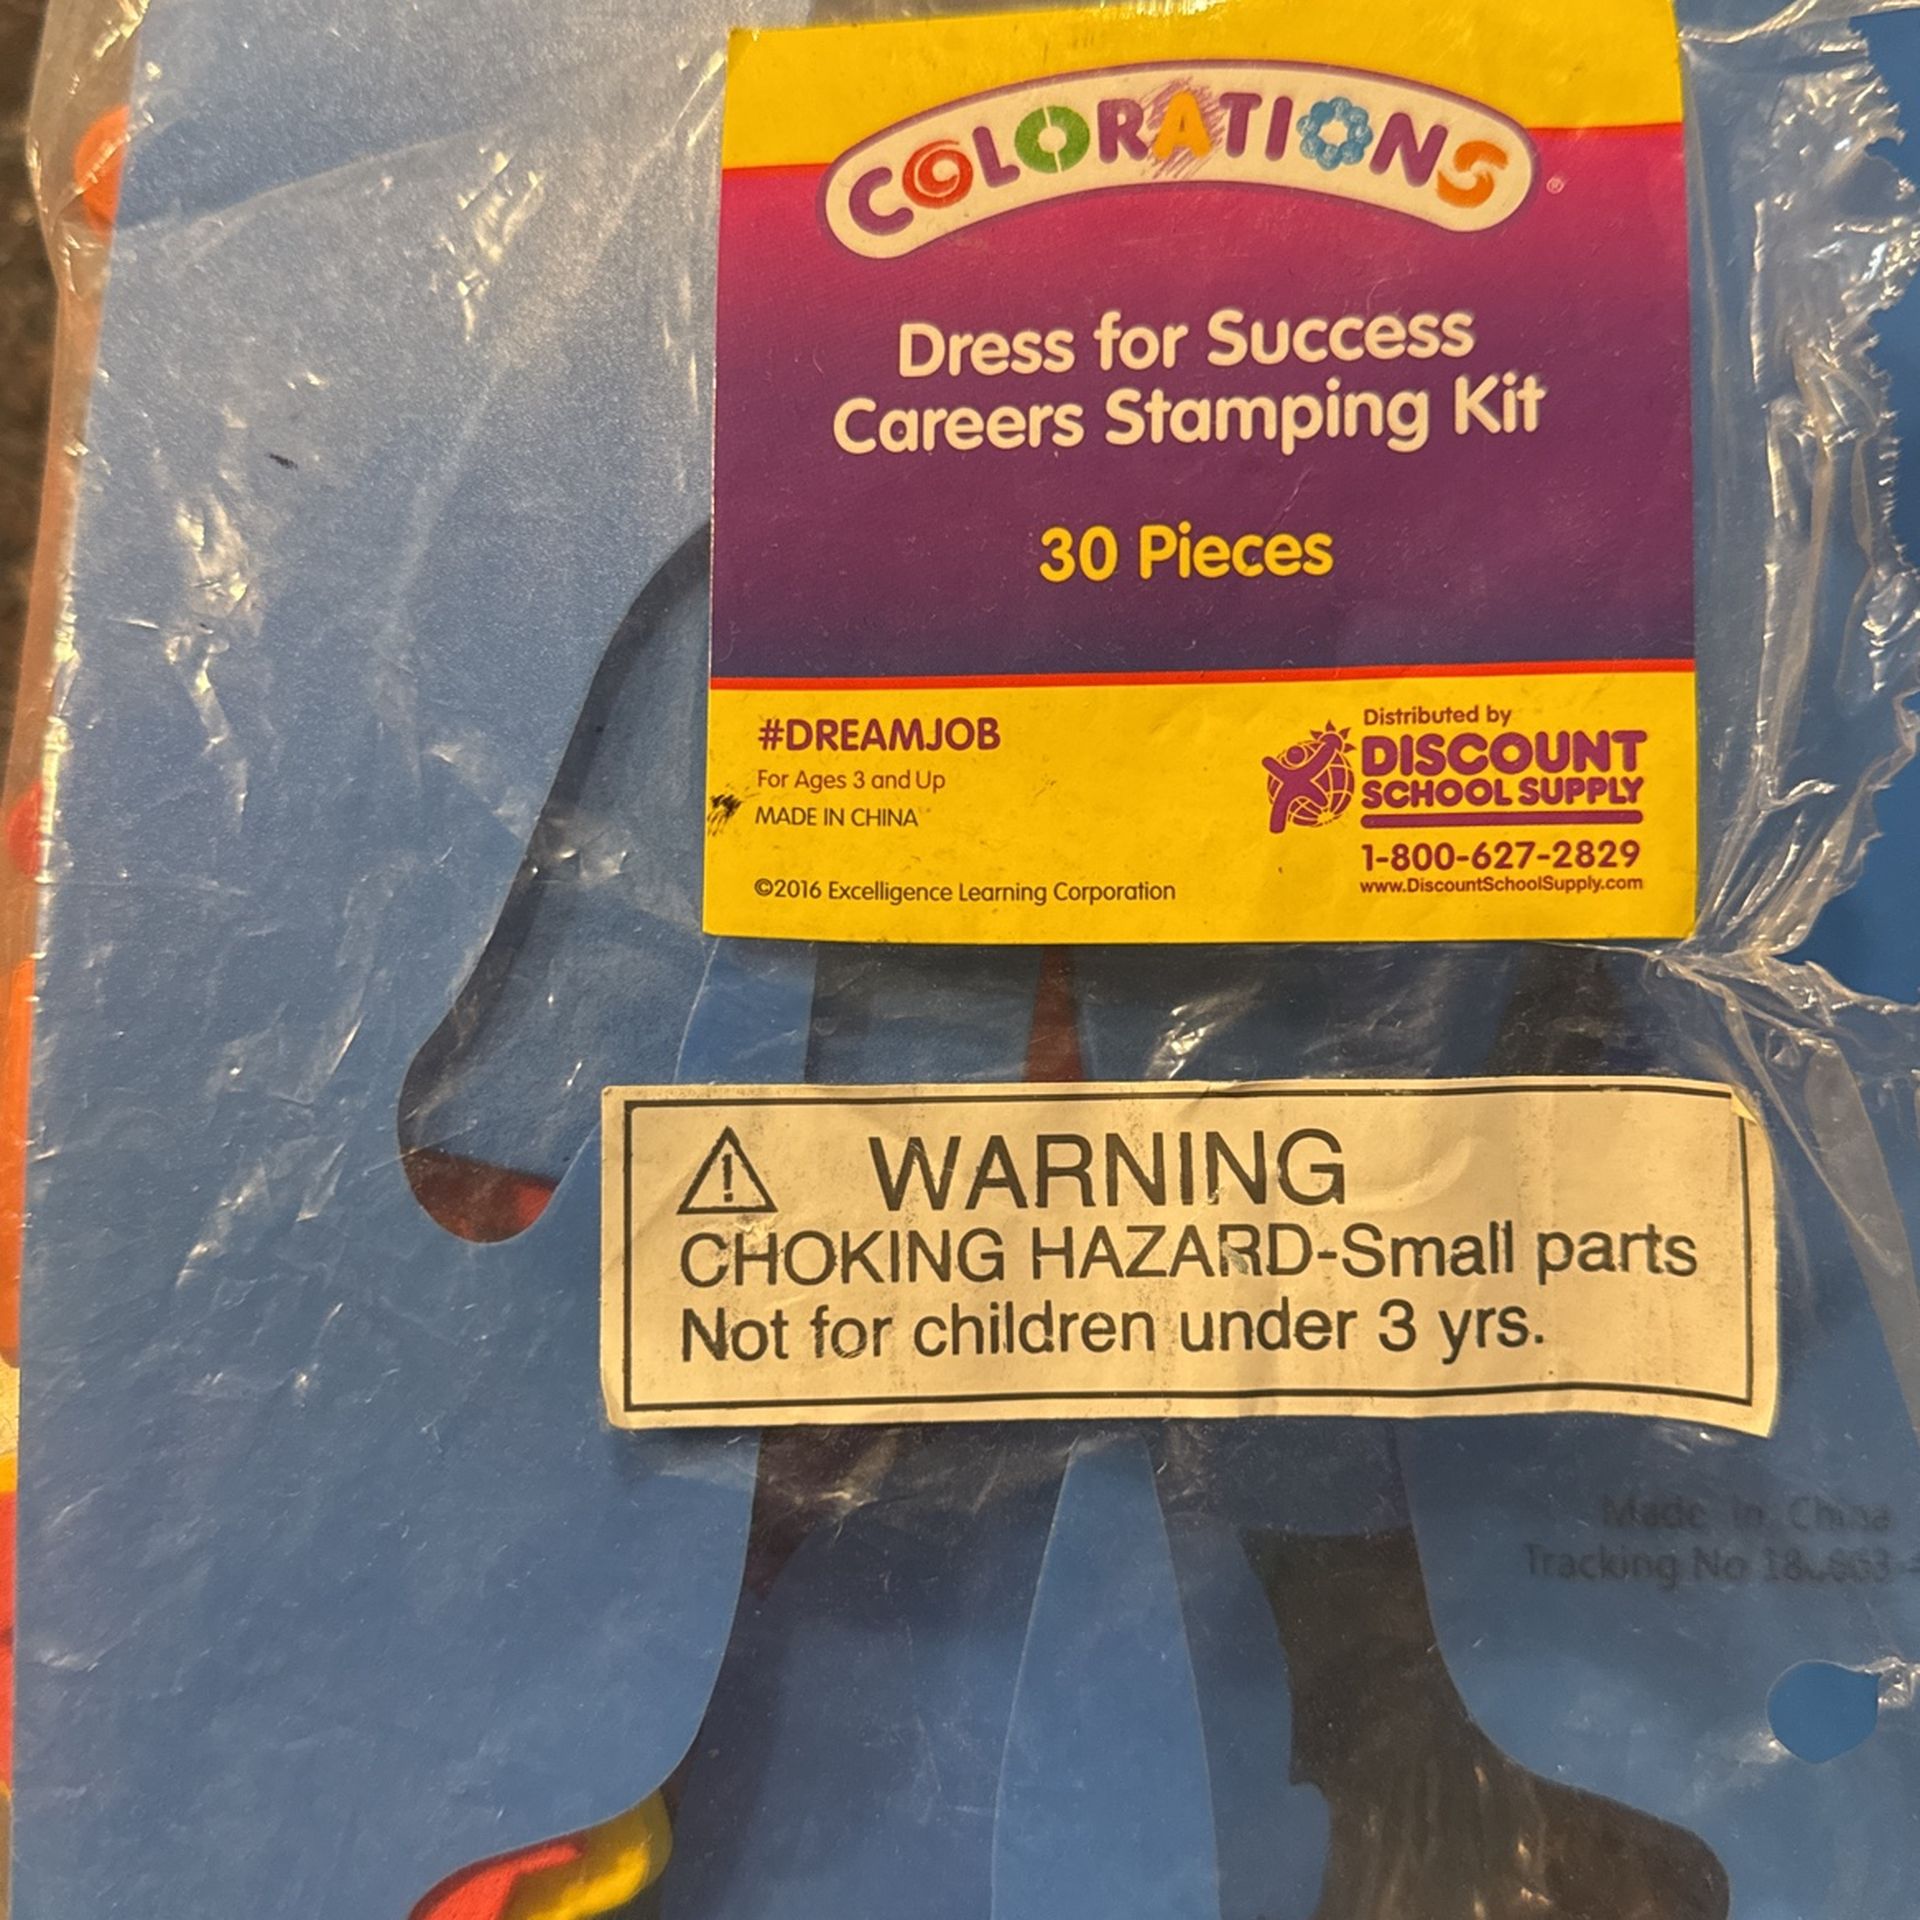 COLORATIONS®
Dress for Success
Careers Stamping Kit
30 Pieces
#DREAMJOB
For Ages 3 and Up
MADE IN CHINA
©2016 Excelligence Learning Corporation
Distributed by
DISCOUNT
SCHOOL SUPPLY
1-800-627-2829
www.DiscountSchoolSupply.com
WARNING
CHOKING HAZARD-Small parts
Not for children under 3 yrs.
Made In China
Tracking No